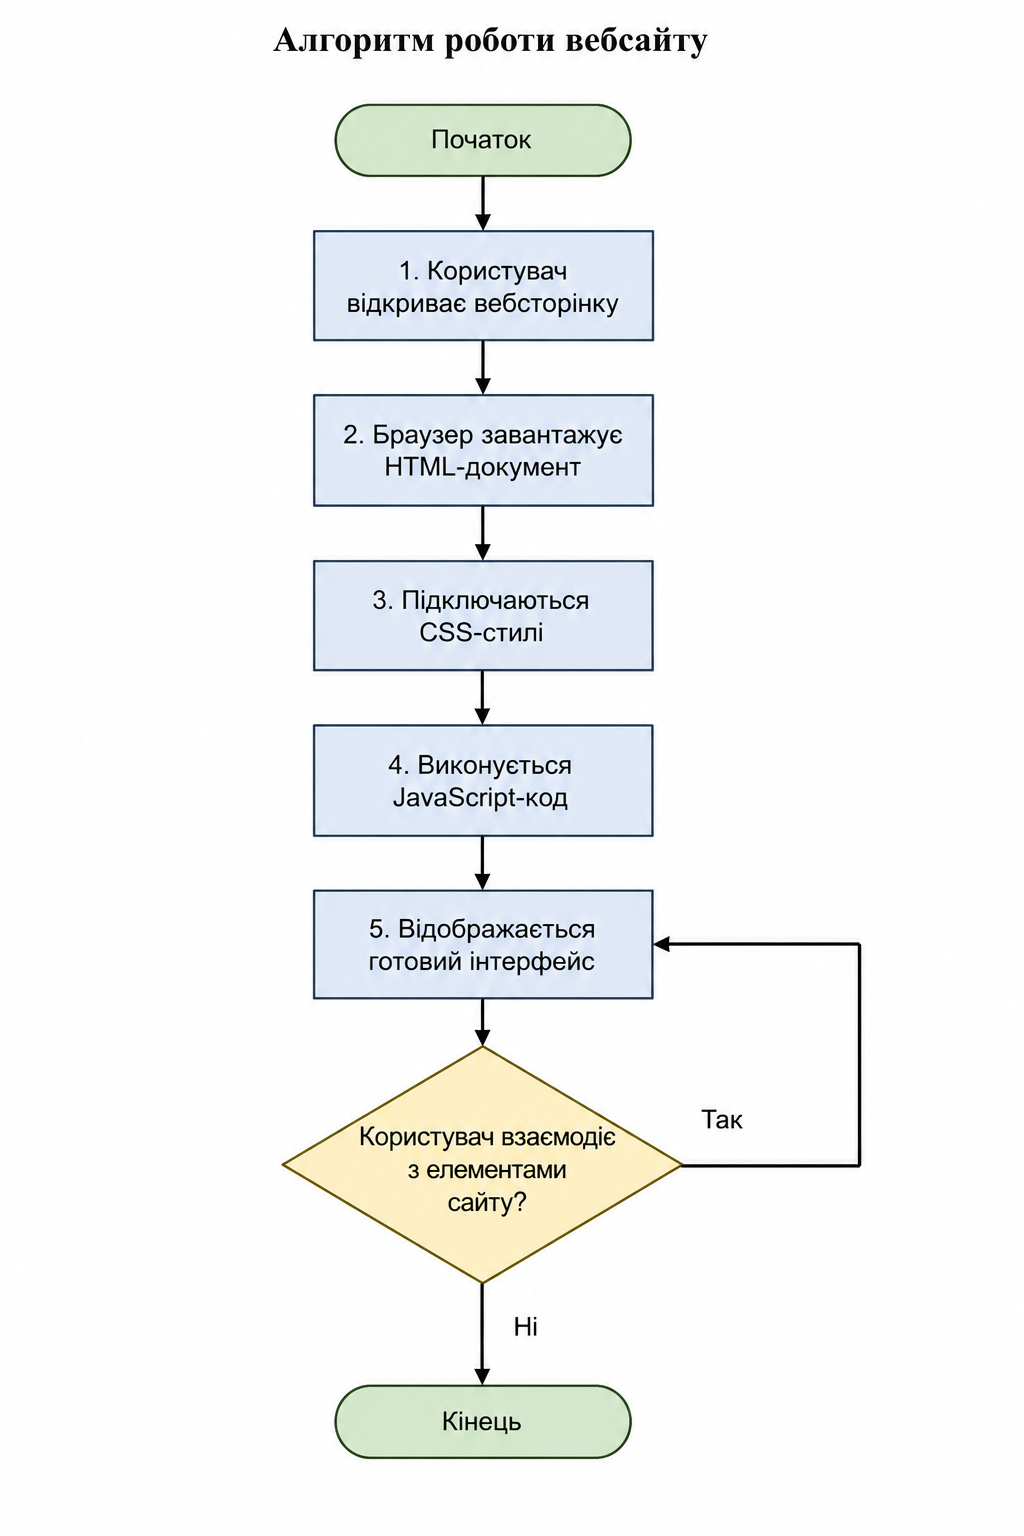 Алгоритм роботи вебсайту
Початок
1. Користувач
відкриває вебсторінку
2. Браузер завантажує
HTML-документ
3. Підключаються
CSS-стилі
4. Виконується
JavaScript-код
5. Відображається
готовий інтерфейс
Користувач взаємодіє
з елементами
сайту?
Так
Ні
Кінець